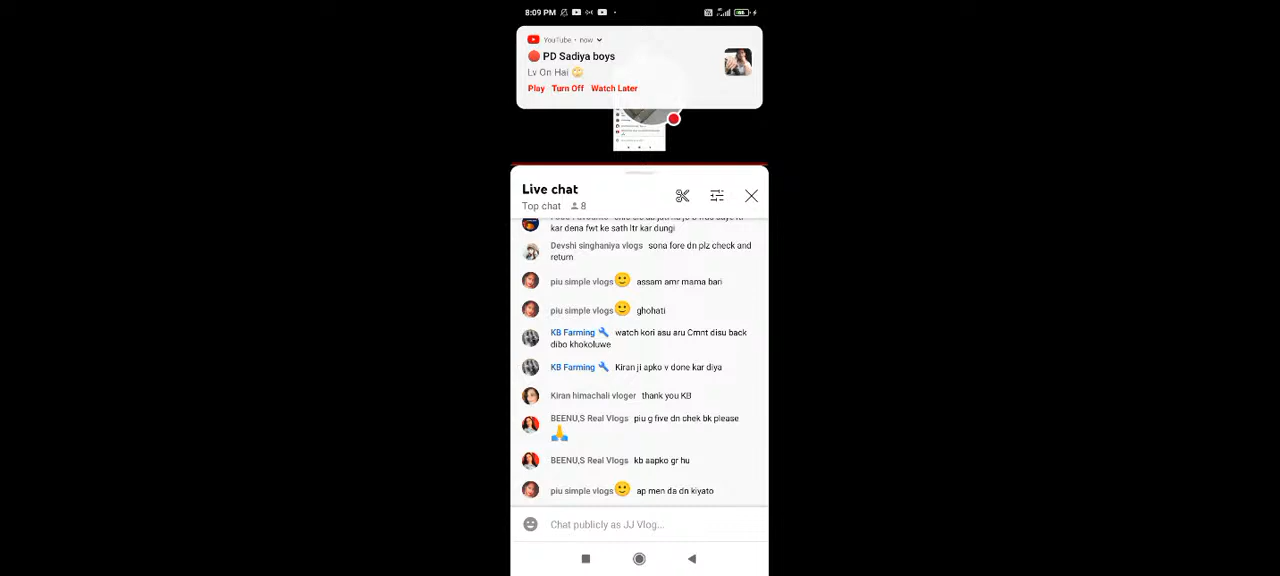 8:09 PM
YouTube • now
PD Sadiya boys
Lv On Hai 🙄
Play Turn Off Watch Later
Live chat
Top chat 8
kar dena fwt ke sath ltr kar dungi
Devshi singhaniya vlogs sona fore dn plz check and
return
piu simple vlogs🙂 assam amr mama bari
piu simple vlogs🙂 ghohati
KB Farming 🔧 watch kori asu aru Cmnt disu back
dibo khokoluwe
KB Farming 🔧 Kiran ji apko v done kar diya
Kiran himachali vloger thank you KB
BEENU,S Real Vlogs piu g five dn chek bk please
🙏
BEENU,S Real Vlogs kb aapko gr hu
piu simple vlogs🙂 ap men da dn kiyato
Chat publicly as JJ Vlog...